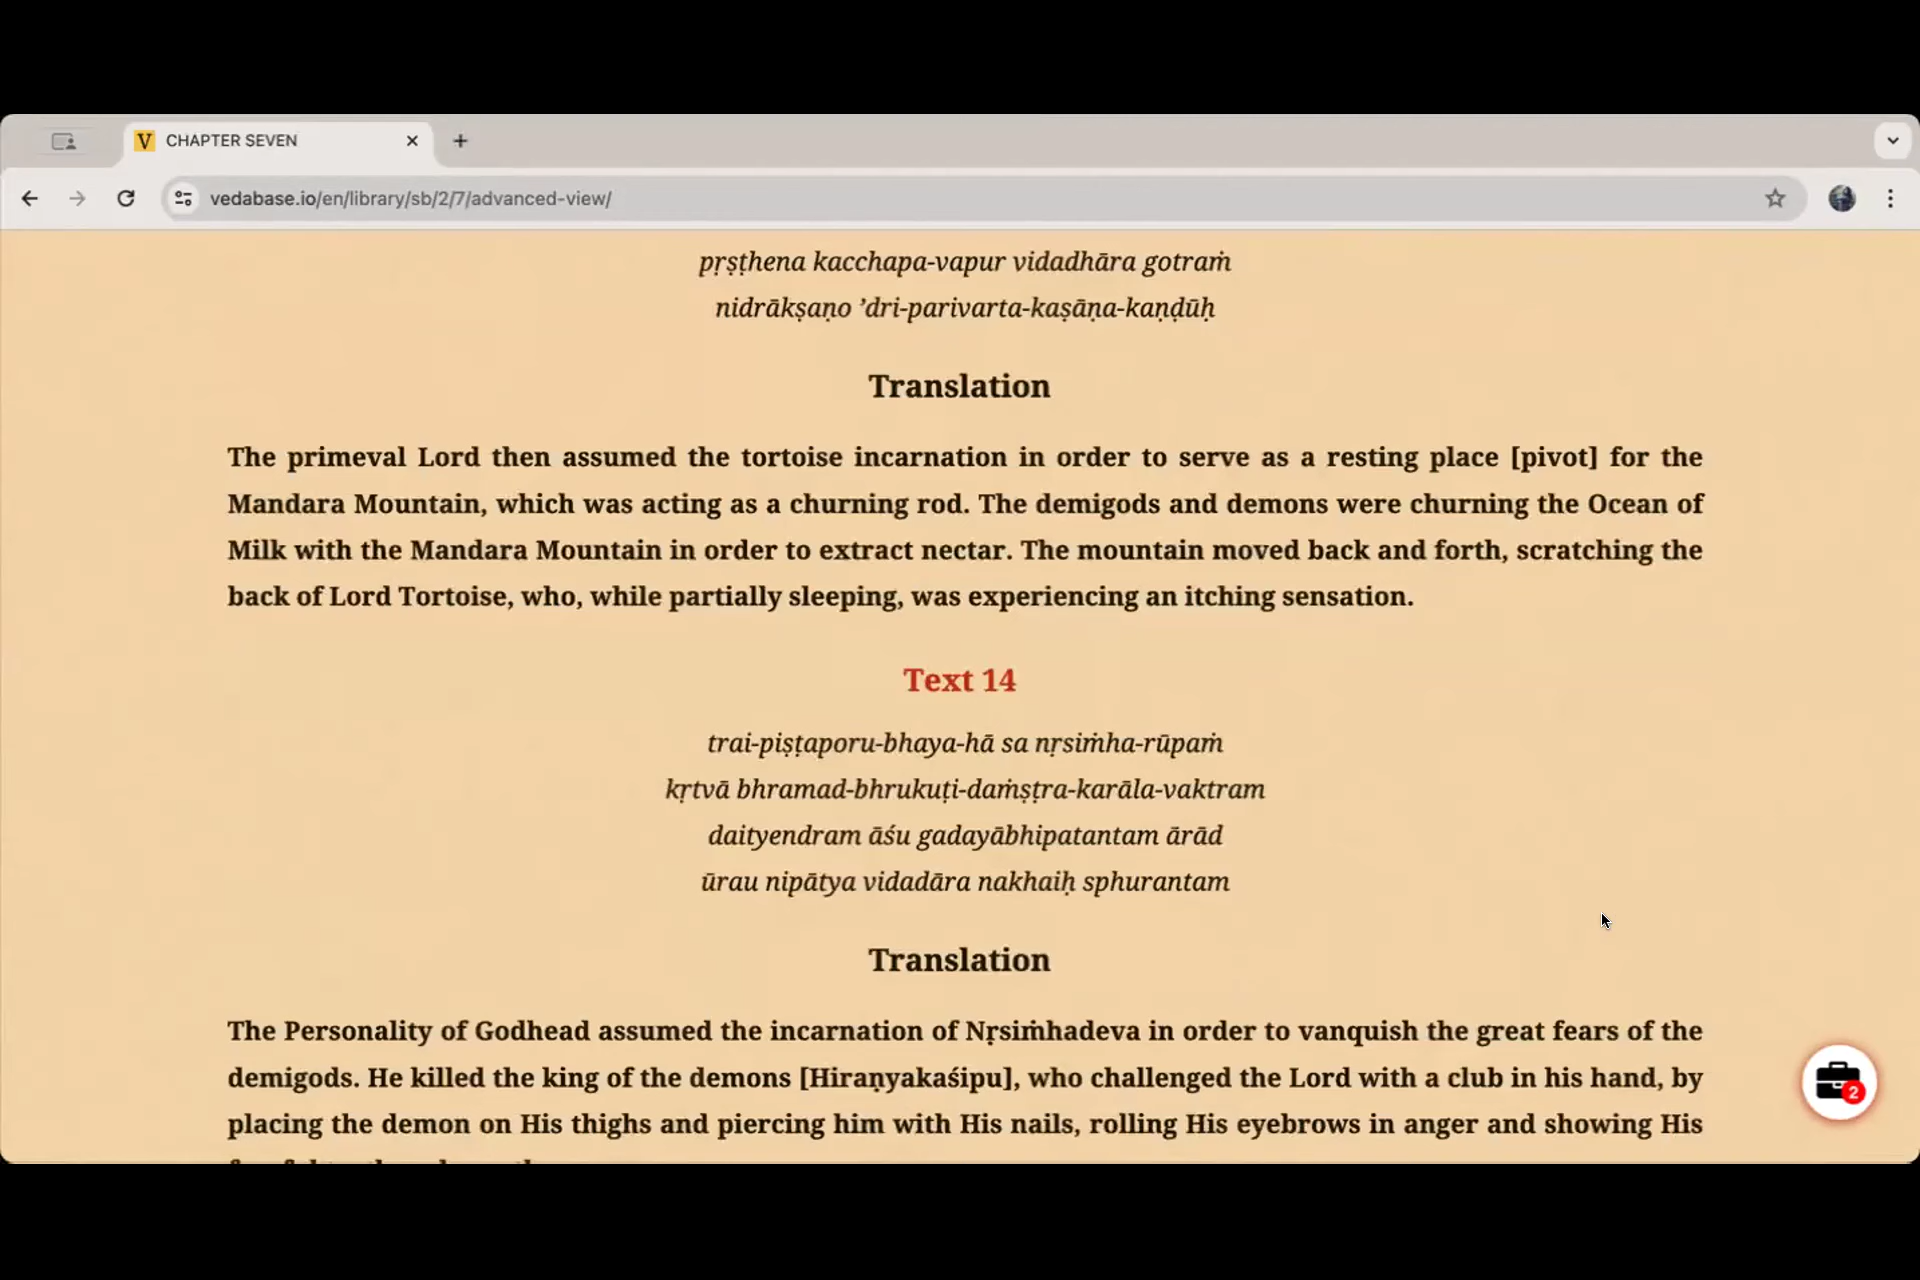 CHAPTER SEVEN
vedabase.io/en/library/sb/2/7/advanced-view/
pṛṣṭhena kacchapa-vapur vidadhāra gotraṁ
nidrākṣaṇo ’dri-parivarta-kaṣāṇa-kaṇḍūḥ
Translation
The primeval Lord then assumed the tortoise incarnation in order to serve as a resting place [pivot] for the
Mandara Mountain, which was acting as a churning rod. The demigods and demons were churning the Ocean of
Milk with the Mandara Mountain in order to extract nectar. The mountain moved back and forth, scratching the
back of Lord Tortoise, who, while partially sleeping, was experiencing an itching sensation.
Text 14
trai-piṣṭaporu-bhaya-hā sa nṛsiṁha-rūpaṁ
kṛtvā bhramad-bhrukuṭi-daṁṣṭra-karāla-vaktram
daityendram āśu gadayābhipatantam ārād
ūrau nipātya vidadāra nakhaiḥ sphurantam
Translation
The Personality of Godhead assumed the incarnation of Nṛsiṁhadeva in order to vanquish the great fears of the
demigods. He killed the king of the demons [Hiraṇyakaśipu], who challenged the Lord with a club in his hand, by
placing the demon on His thighs and piercing him with His nails, rolling His eyebrows in anger and showing His
2